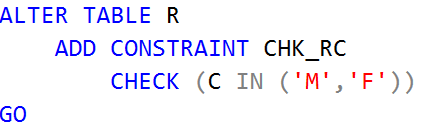 ALTER TABLE R
ADD CONSTRAINT CHK_RC
CHECK (C IN ('M','F'))
GO